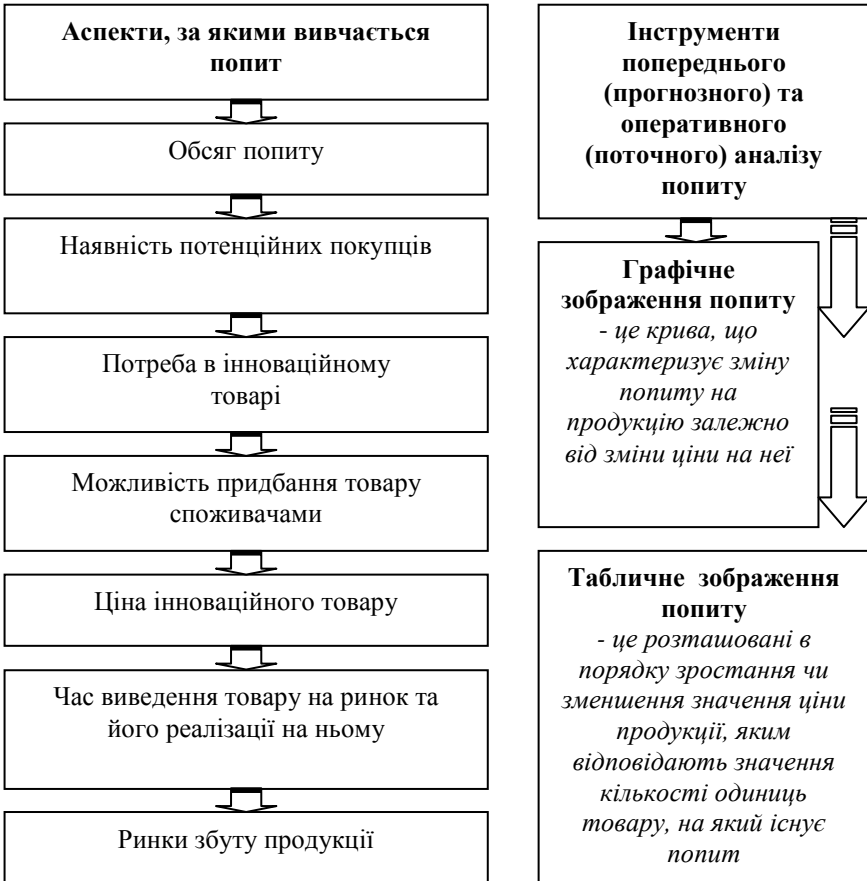 Аспекти, за якими вивчається
попит
Обсяг попиту
Наявність потенційних покупців
Потреба в інноваційному
товарі
Можливість придбання товару
споживачами
Ціна інноваційного товару
Час виведення товару на ринок та
його реалізації на ньому
Ринки збуту продукції
Інструменти
попереднього
(прогнозного) та
оперативного
(поточного) аналізу
попиту
Графічне
зображення попиту
- це крива, що
характеризує зміну
попиту на
продукцію залежно
від зміни ціни на неї
Табличне зображення
попиту
- це розташовані в
порядку зростання чи
зменшення значення ціни
продукції, яким
відповідають значення
кількості одиниць
товару, на який існує
попит